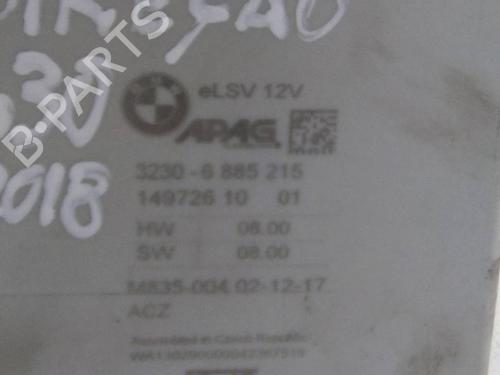 eLSV 12V
APAG
3230 - 6 885 215
149726 10 01
HW 08.00
SW 08.00
M835-004 02-12-17
ACZ
Assembled in Czech Republic
2018
B-PARTS